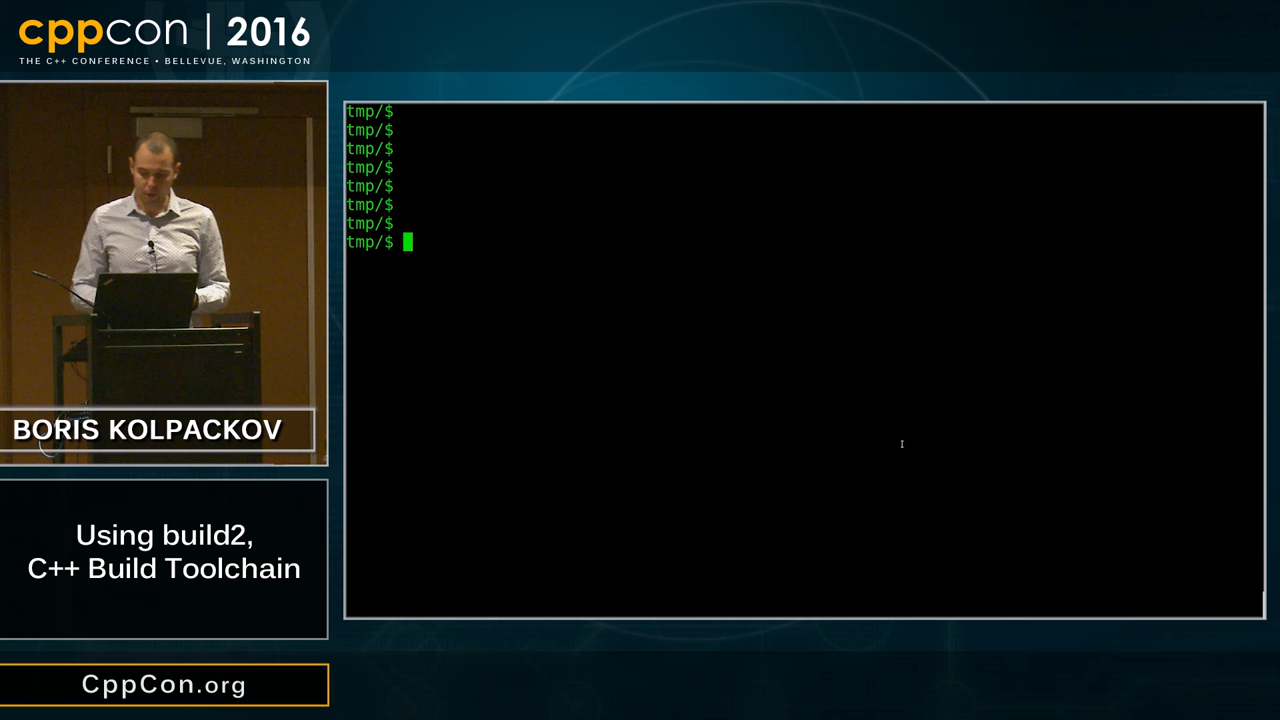 cppcon | 2016
THE C++ CONFERENCE • BELLEVUE, WASHINGTON
tmp/$
tmp/$
tmp/$
tmp/$
tmp/$
tmp/$
tmp/$
tmp/$
BORIS KOLPACKOV
Using build2,
C++ Build Toolchain
CppCon.org